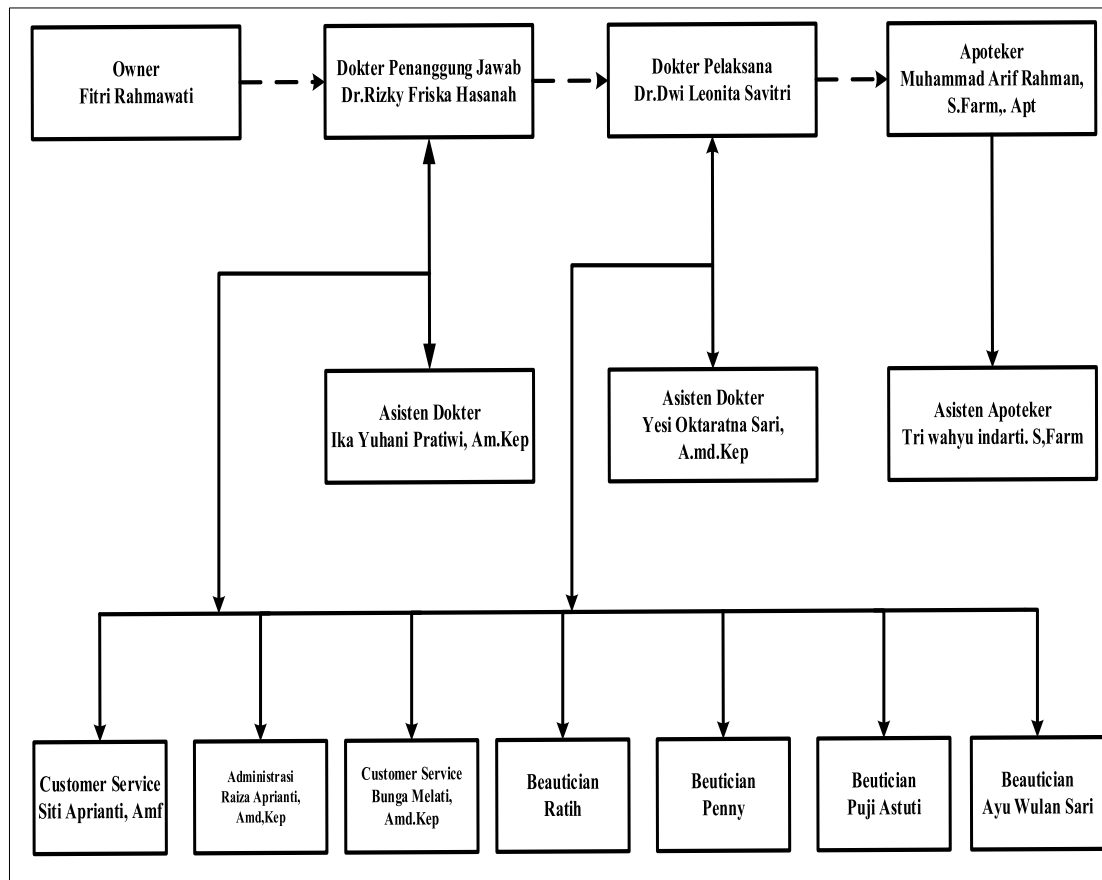 Owner
Fitri Rahmawati
Dokter Penanggung Jawab
Dr.Rizky Friska Hasanah
Dokter Pelaksana
Dr.Dwi Leonita Savitri
Apoteker
Muhammad Arif Rahman,
S.Farm,. Apt
Asisten Dokter
Ika Yuhani Pratiwi, Am.Kep
Asisten Dokter
Yesi Oktaratna Sari,
A.md.Kep
Asisten Apoteker
Tri wahyu indarti. S,Farm
Customer Service
Siti Aprianti, Amf
Administrasi
Raiza Aprianti,
Amd,Kep
Customer Service
Bunga Melati,
Amd.Kep
Beautician
Ratih
Beutician
Penny
Beutician
Puji Astuti
Beautician
Ayu Wulan Sari